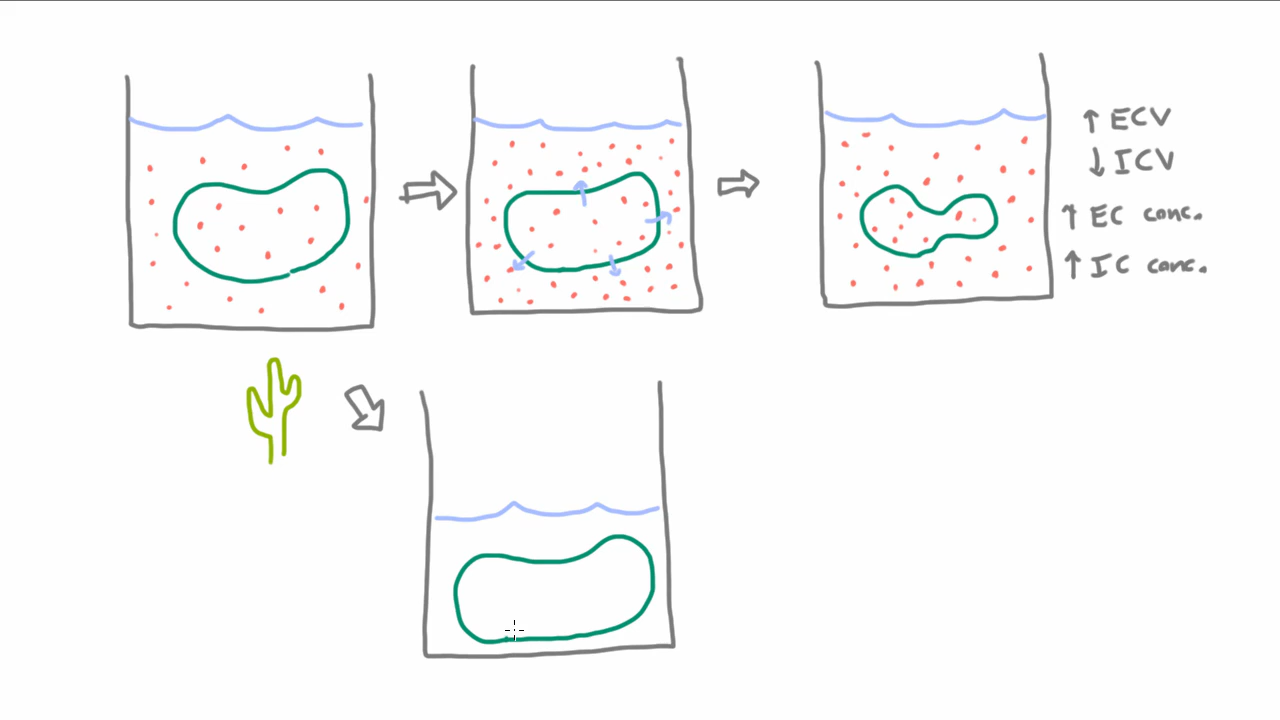 ↑ ECV
↓ ICV
↑ EC conc.
↑ IC conc.